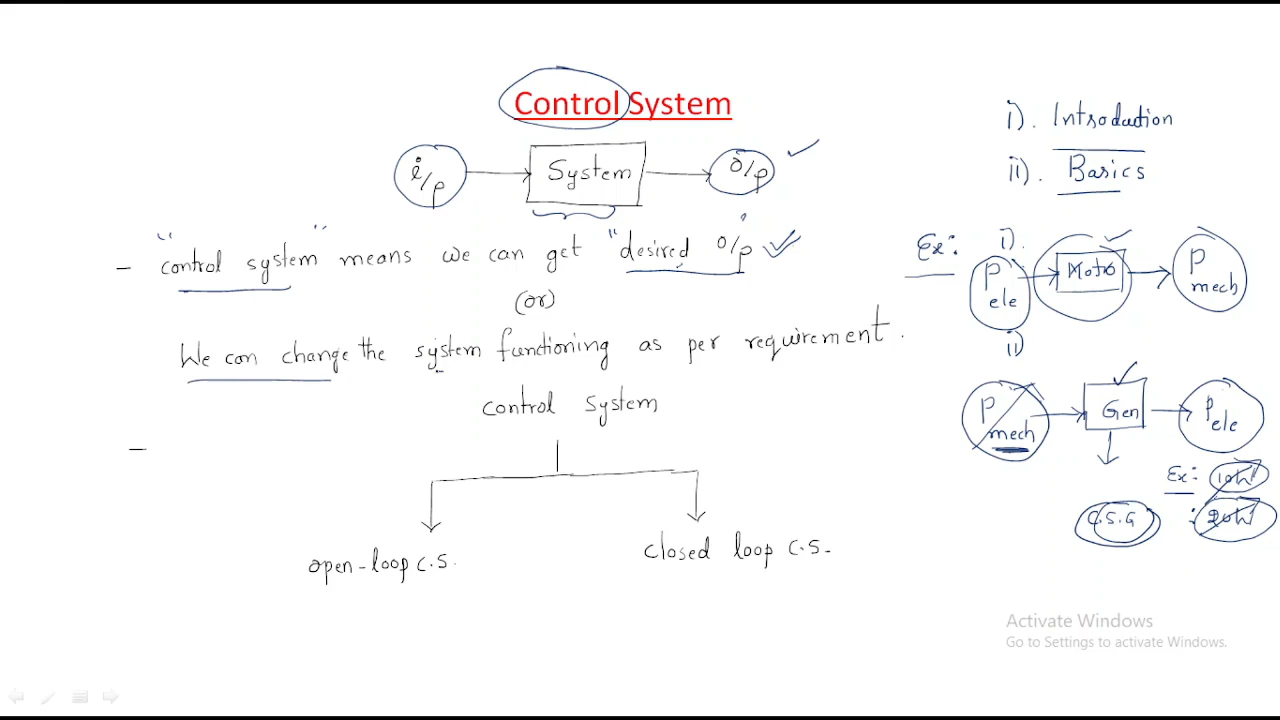 Control System
i/p → System → o/p
- "control system" means we can get "desired o/p
(or)
We can change the system functioning as per requirement.
control system
-
open-loop C.S.
closed loop C.S.
i). Introduction
ii). Basics
Ex: i).
P ele → Motor → P mech
ii)
P mech → Gen → P ele
Ex:
C.S.G :
Activate Windows
Go to Settings to activate Windows.